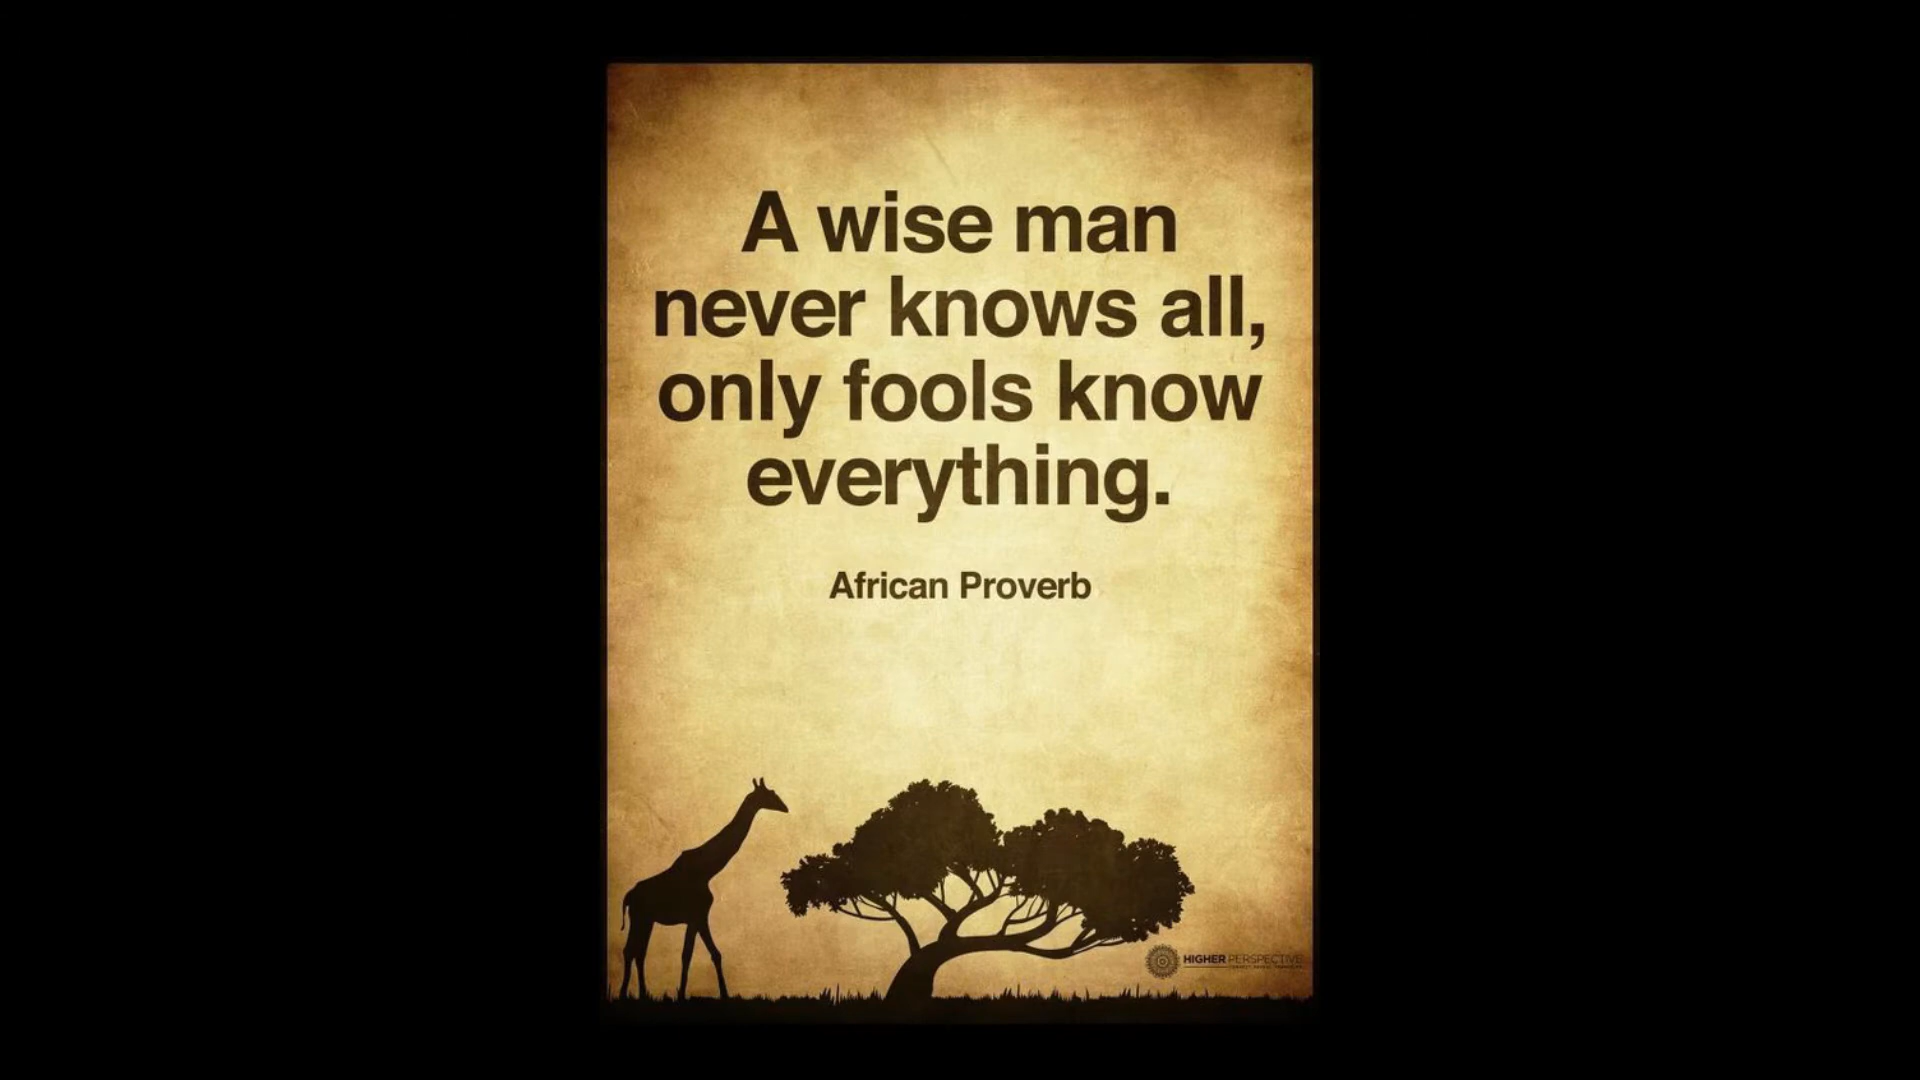 A wise man
never knows all,
only fools know
everything.
African Proverb
HIGHER PERSPECTIVE